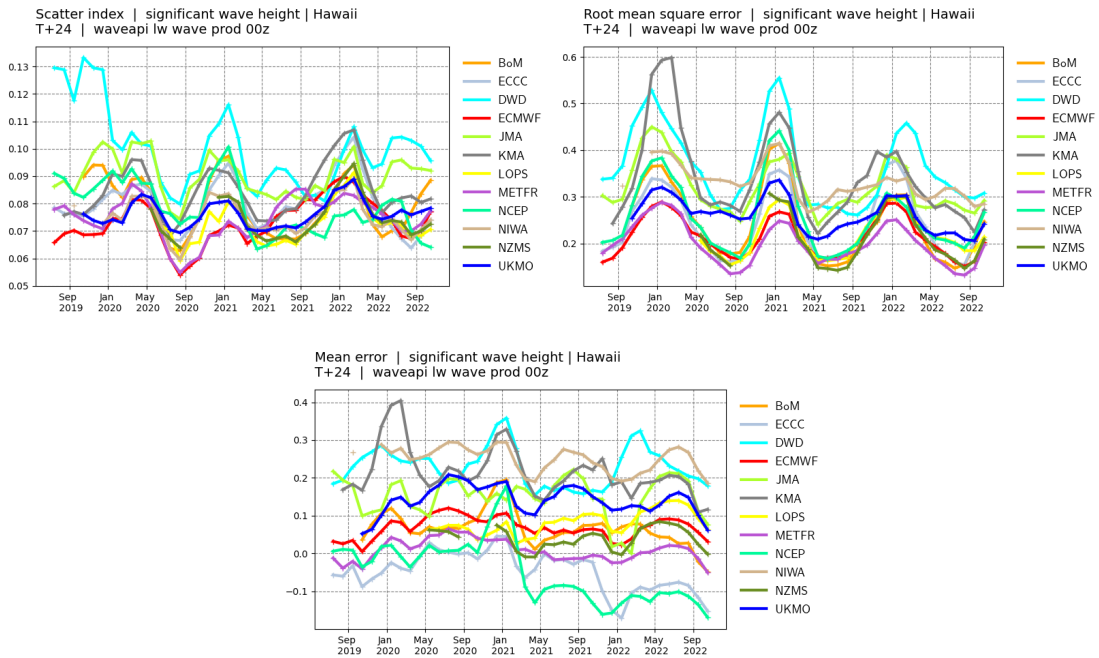 Scatter index | significant wave height | Hawaii
T+24 | waveapi lw wave prod 00z
0.13
0.12
0.11
0.10
0.09
0.08
0.07
0.06
0.05
Sep
2019
Jan
2020
May
2020
Sep
2020
Jan
2021
May
2021
Sep
2021
Jan
2022
May
2022
Sep
2022
BoM
ECCC
DWD
ECMWF
JMA
KMA
LOPS
METFR
NCEP
NIWA
NZMS
UKMO
Root mean square error | significant wave height | Hawaii
T+24 | waveapi lw wave prod 00z
0.6
0.5
0.4
0.3
0.2
Sep
2019
Jan
2020
May
2020
Sep
2020
Jan
2021
May
2021
Sep
2021
Jan
2022
May
2022
Sep
2022
BoM
ECCC
DWD
ECMWF
JMA
KMA
LOPS
METFR
NCEP
NIWA
NZMS
UKMO
Mean error | significant wave height | Hawaii
T+24 | waveapi lw wave prod 00z
0.4
0.3
0.2
0.1
0.0
−0.1
Sep
2019
Jan
2020
May
2020
Sep
2020
Jan
2021
May
2021
Sep
2021
Jan
2022
May
2022
Sep
2022
BoM
ECCC
DWD
ECMWF
JMA
KMA
LOPS
METFR
NCEP
NIWA
NZMS
UKMO